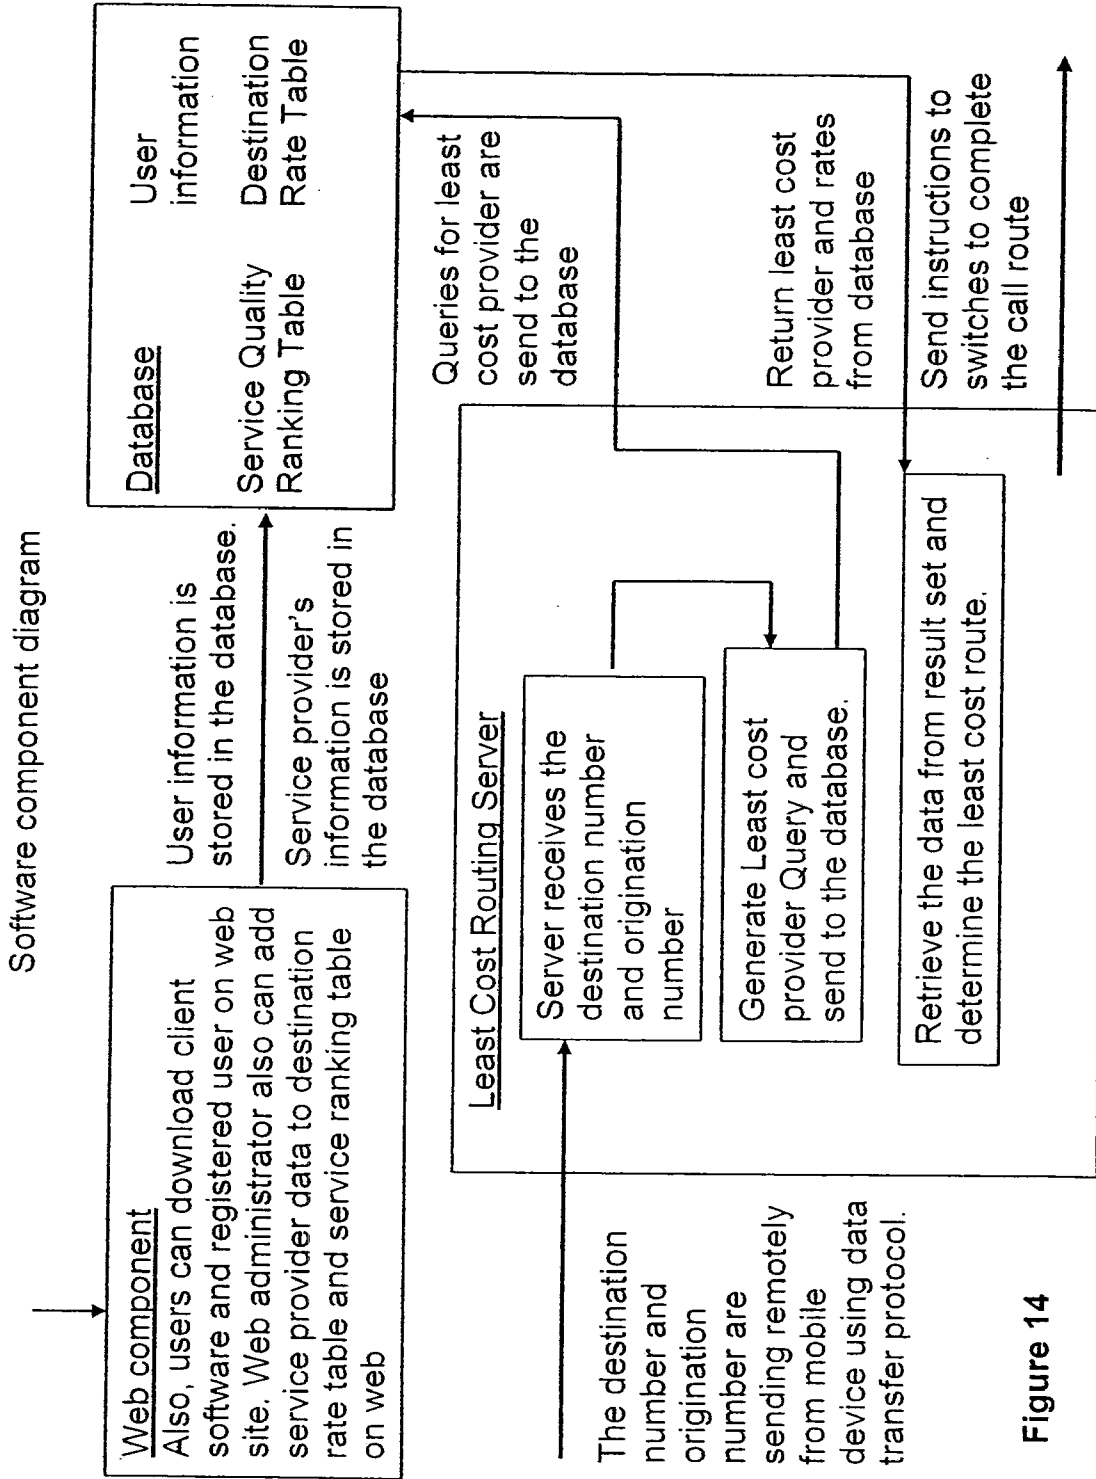 Software component diagram
Web component
Also, users can download client
software and registered user on web
site. Web administrator also can add
service provider data to destination
rate table and service ranking table
on web
User information is
stored in the database.
Service provider's
information is stored in
the database
Database
User
information
Service Quality
Ranking Table
Destination
Rate Table
Queries for least
cost provider are
send to the
database
Least Cost Routing Server
Server receives the
destination number
and origination
number
Generate Least cost
provider Query and
send to the database.
Retrieve the data from result set and
determine the least cost route.
Return least cost
provider and rates
from database
Send instructions to
switches to complete
the call route
The destination
number and
origination
number are
sending remotely
from mobile
device using data
transfer protocol.
Figure 14